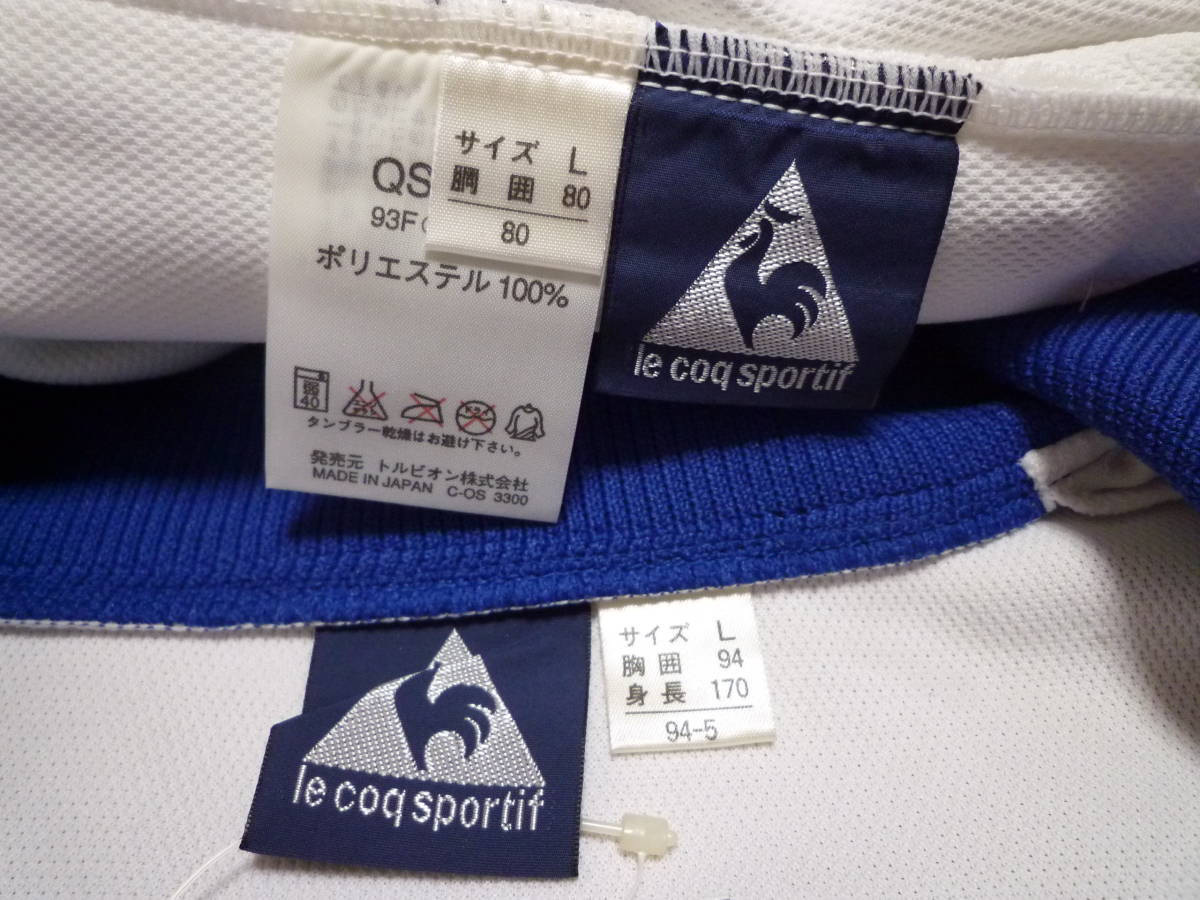 サイズ L
胴囲 80
80
QS
93F
ポリエステル 100%
弱
40
タンブラー乾燥はお避け下さい。
発売元 トルビオン株式会社
MADE IN JAPAN C-OS 3300
le coq sportif
サイズ L
胸囲 94
身長 170
94-5
le coq sportif